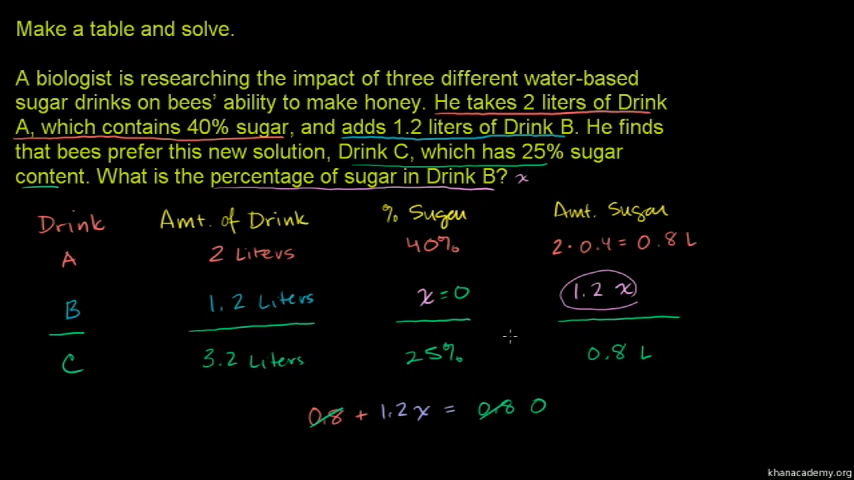 Make a table and solve.
A biologist is researching the impact of three different water-based
sugar drinks on bees' ability to make honey. He takes 2 liters of Drink
A, which contains 40% sugar, and adds 1.2 liters of Drink B. He finds
that bees prefer this new solution, Drink C, which has 25% sugar
content. What is the percentage of sugar in Drink B? x
Drink Amt. of Drink % Sugar Amt. Sugar
A 2 Liters 40% 2 · 0.4 = 0.8 L
B 1.2 Liters x = 0 1.2 x
C 3.2 Liters 25% 0.8 L
0.8 + 1.2x = 0.8 0
khanacademy.org